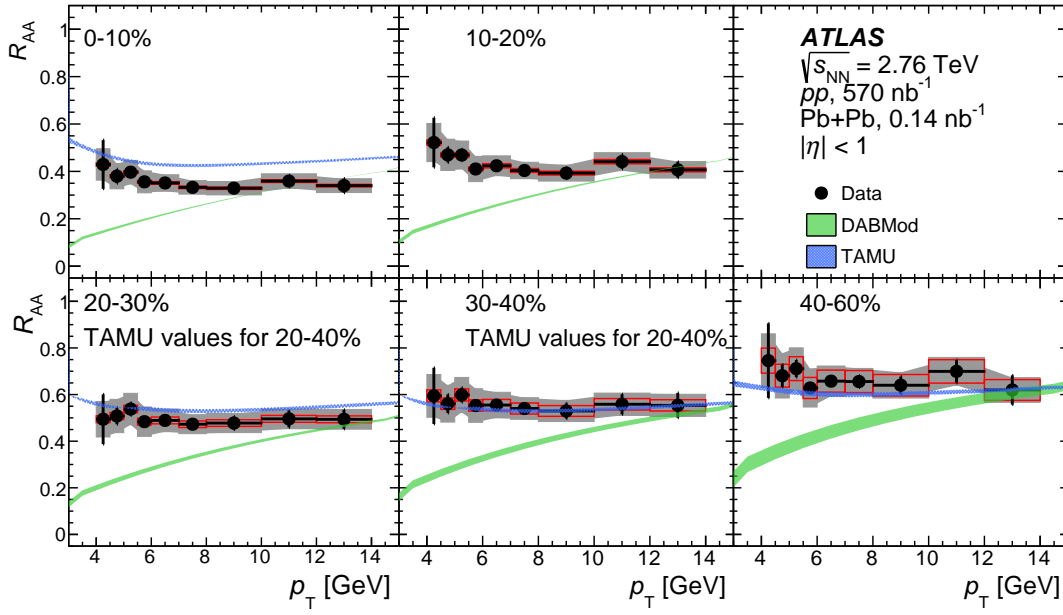 R_AA
1
0.8
0.6
0.4
0.2
0
0-10%
10-20%
ATLAS
√s_NN = 2.76 TeV
pp, 570 nb⁻¹
Pb+Pb, 0.14 nb⁻¹
|η| < 1
Data
DABMod
TAMU
R_AA
1
0.8
0.6
0.4
0.2
0
20-30%
TAMU values for 20-40%
30-40%
TAMU values for 20-40%
40-60%
4 6 8 10 12 14
4 6 8 10 12 14
4 6 8 10 12 14
p_T [GeV]
p_T [GeV]
p_T [GeV]